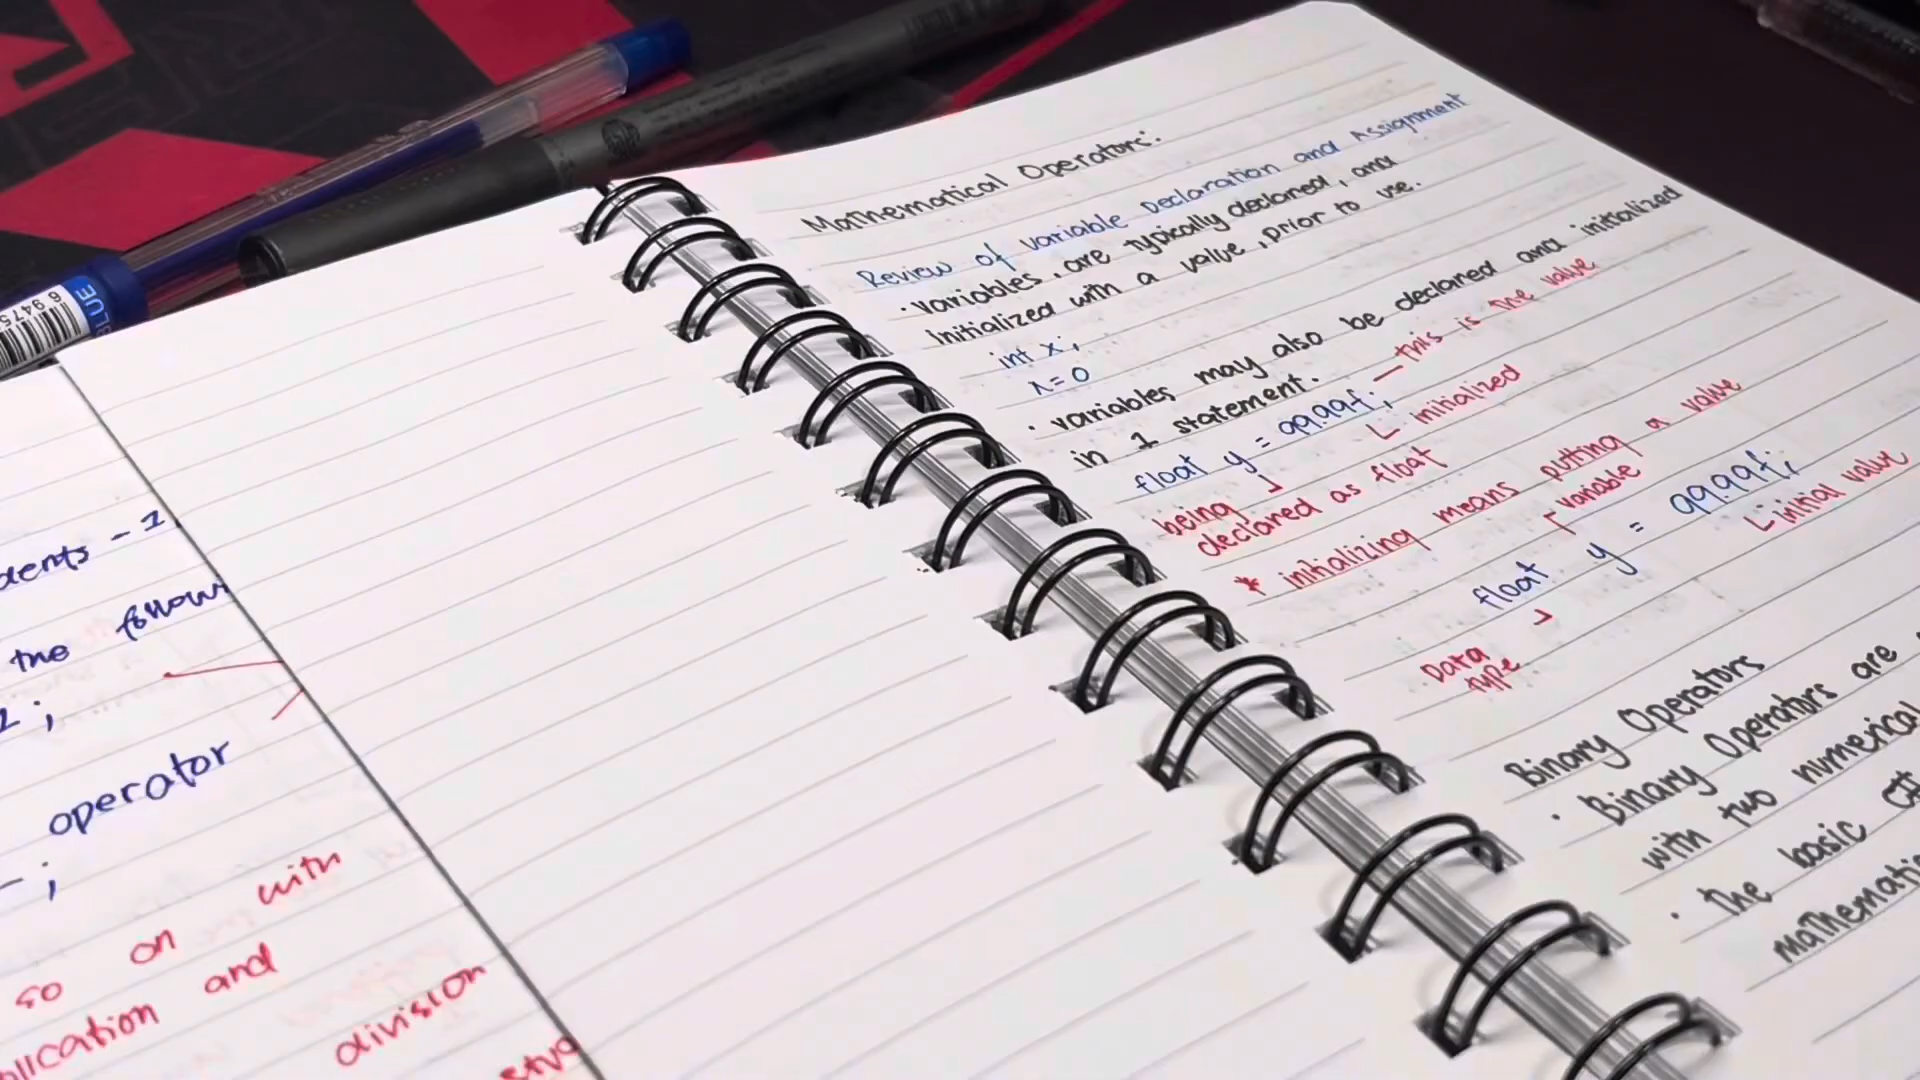 BLUE
69475
dents - 1.
the follow
1;
operator
- ;
so on with
plication and
division
Mathematical Operators:
Review of variable Declaration and Assignment
• variables, are typically declared, and
initialized with a value, prior to use.
int x;
x = 0
• variables may also be declared and initialized
in 1 statement. — this is the value
float y = 99.99f;
└ initialized
being
declared as float
* initializing means putting a value
┌ variable
float y = 99.99f;
└ initial value
Data
type
Binary Operators
• Binary Operators are
with two numerical
• the basic
mathematic